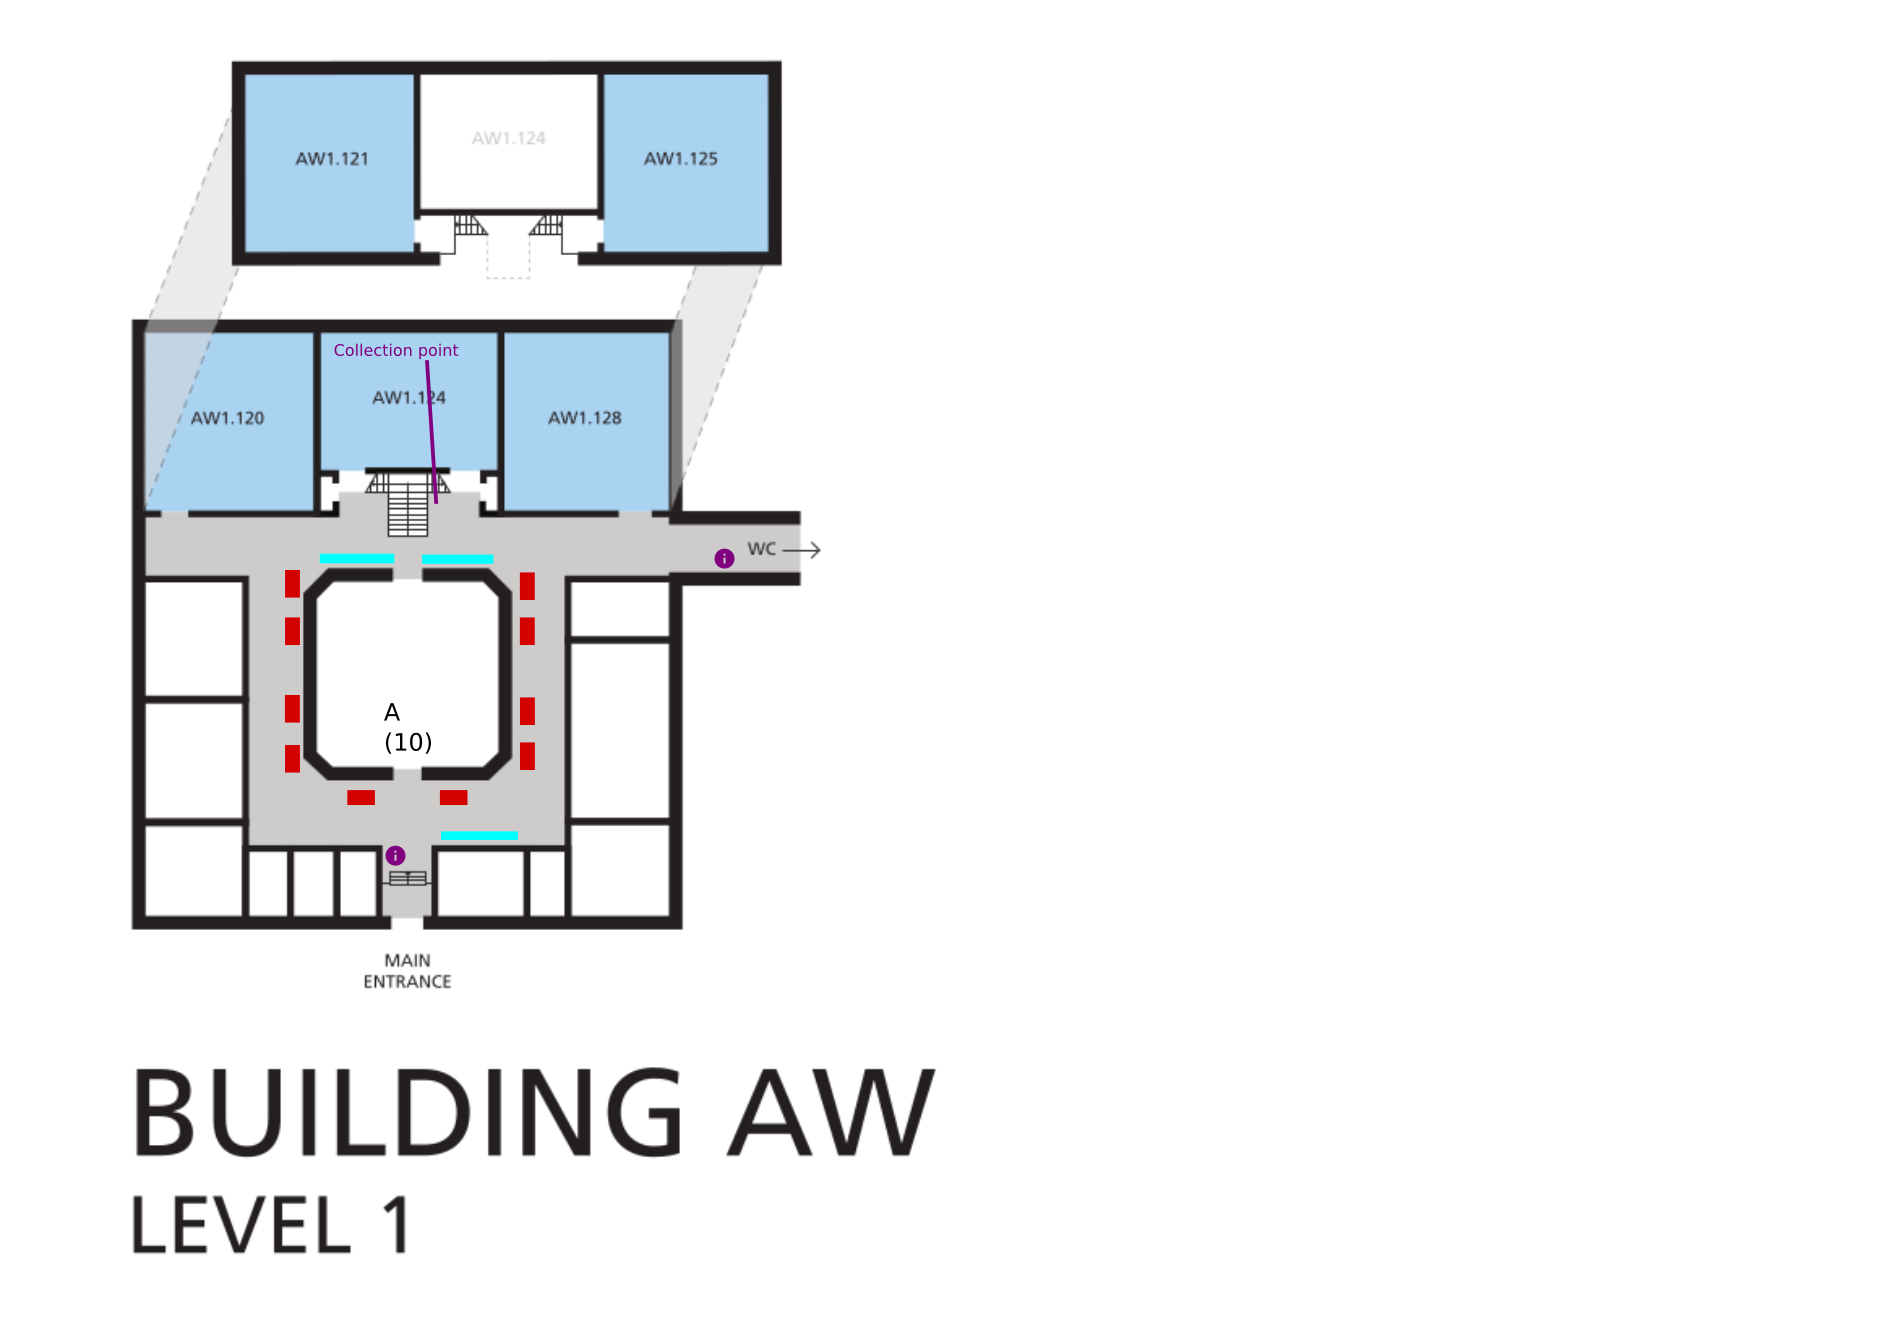 AW1.121
AW1.124
AW1.125
Collection point
AW1.120
AW1.124
AW1.128
i
WC
A
(10)
i
MAIN
ENTRANCE
BUILDING AW
LEVEL 1